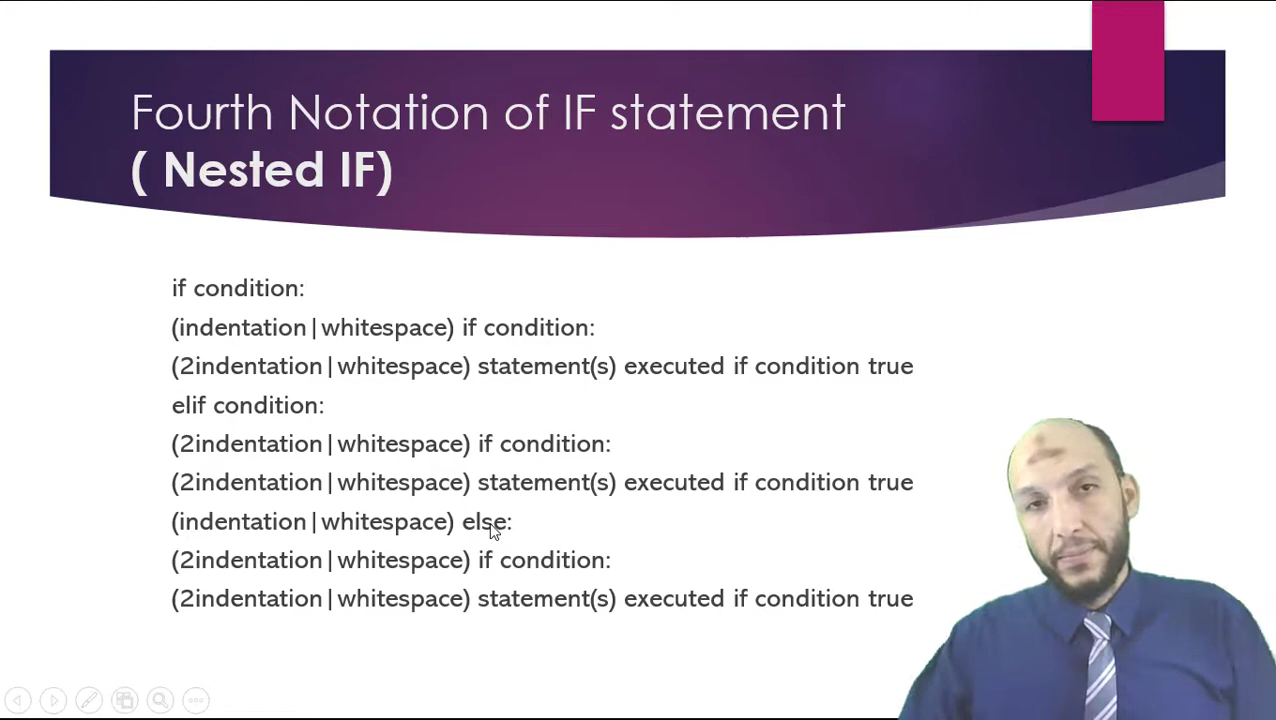 Fourth Notation of IF statement
( Nested IF)
if condition:
(indentation|whitespace) if condition:
(2indentation|whitespace) statement(s) executed if condition true
elif condition:
(2indentation|whitespace) if condition:
(2indentation|whitespace) statement(s) executed if condition true
(indentation|whitespace) else:
(2indentation|whitespace) if condition:
(2indentation|whitespace) statement(s) executed if condition true